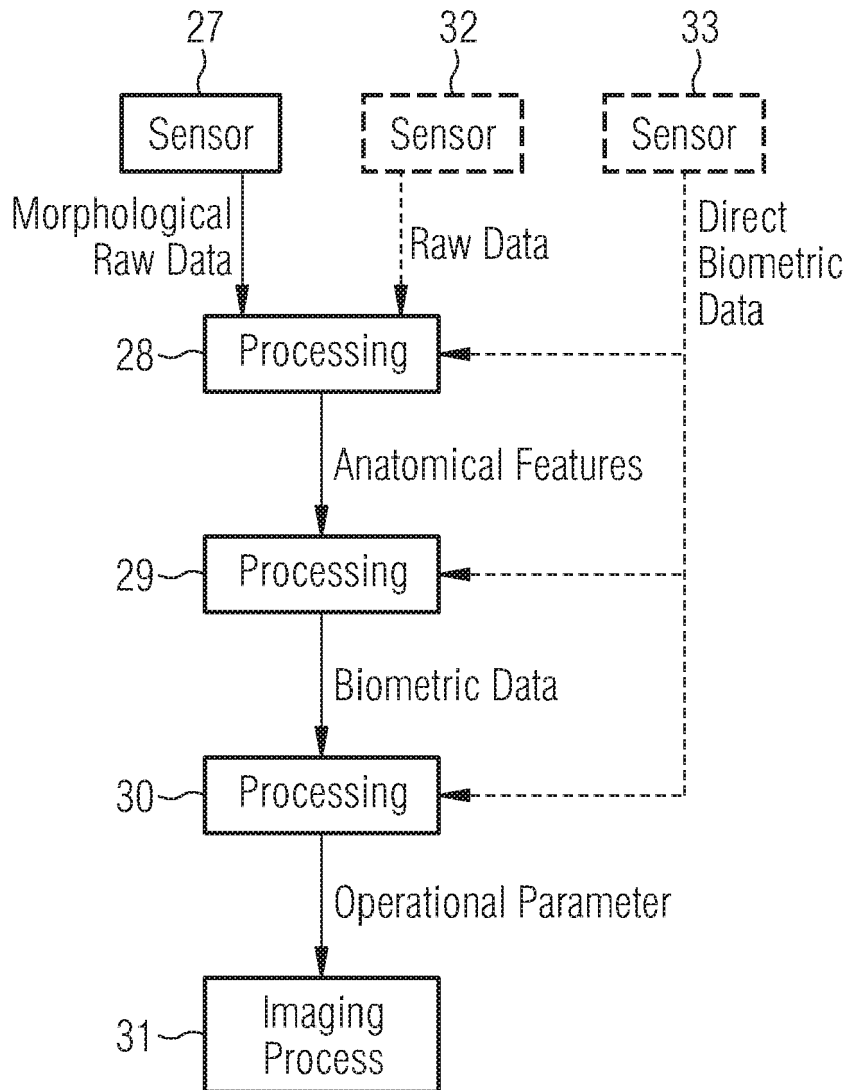 27
32
33
Sensor
Sensor
Sensor
Morphological
Raw Data
Raw Data
Direct
Biometric
Data
28
Processing
Anatomical Features
29
Processing
Biometric Data
30
Processing
Operational Parameter
31
Imaging
Process